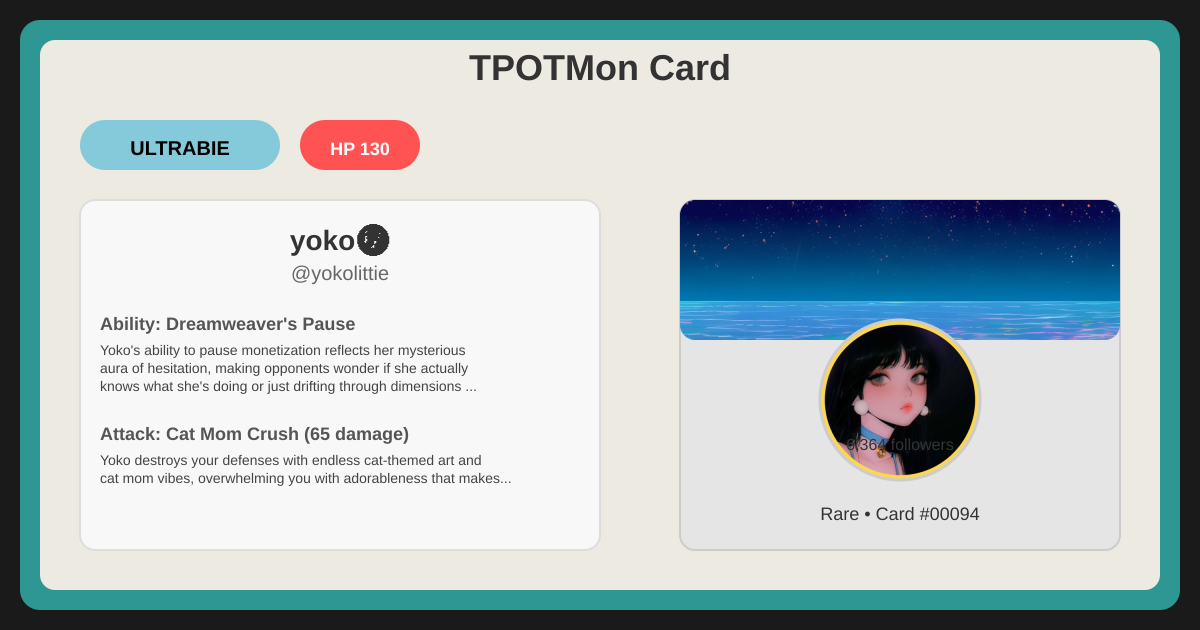 TPOTMon Card
ULTRABIE
HP 130
yoko
@yokolittie
Ability: Dreamweaver's Pause
Yoko's ability to pause monetization reflects her mysterious
aura of hesitation, making opponents wonder if she actually
knows what she's doing or just drifting through dimensions ...
Attack: Cat Mom Crush (65 damage)
Yoko destroys your defenses with endless cat-themed art and
cat mom vibes, overwhelming you with adorableness that makes...
followers
Rare • Card #00094